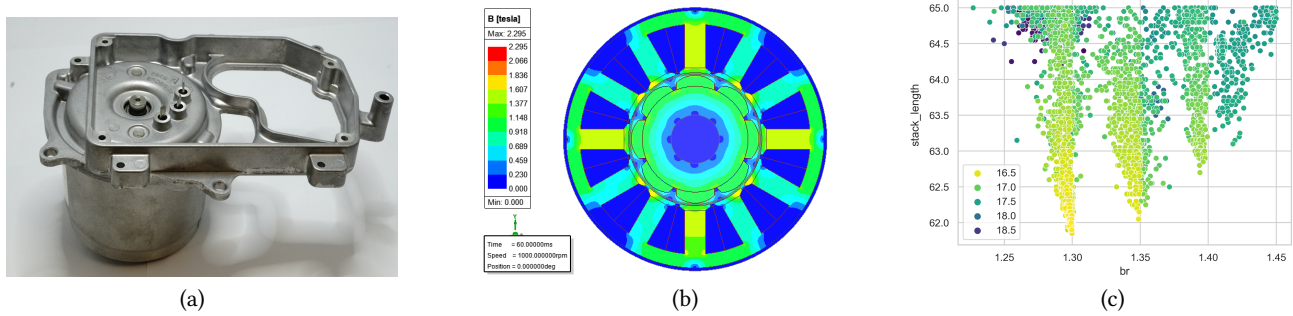 B [tesla]
Max: 2.295
2.295
2.066
1.836
1.607
1.377
1.148
0.918
0.689
0.459
0.230
0.000
Min: 0.000
Y
Time = 60.00000ms
Speed = 1000.000000rpm
Position = 0.000000deg
65.0
64.5
64.0
63.5
63.0
62.5
62.0
stack_length
16.5
17.0
17.5
18.0
18.5
1.25 1.30 1.35 1.40 1.45
br
(a) (b) (c)